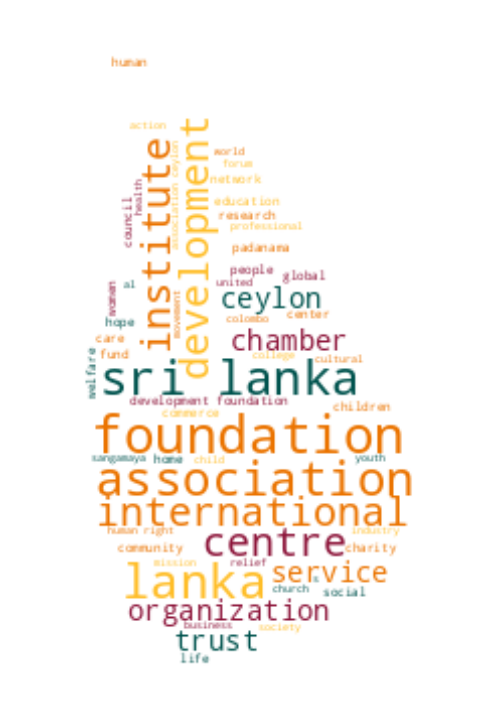 human
action
development
institute
association ceylon
world
forum
network
health
council
education
research
professional
padanama
people
global
united
women
al
ceylon
movement
center
colombo
hope
chamber
care
fund
college
cultural
welfare
sri lanka
development foundation
children
commerce
foundation
sangamaya
home
child
youth
association
international
human right
industry
centre
community
charity
mission
relief
lanka
service
s
church
social
organization
business
society
trust
life